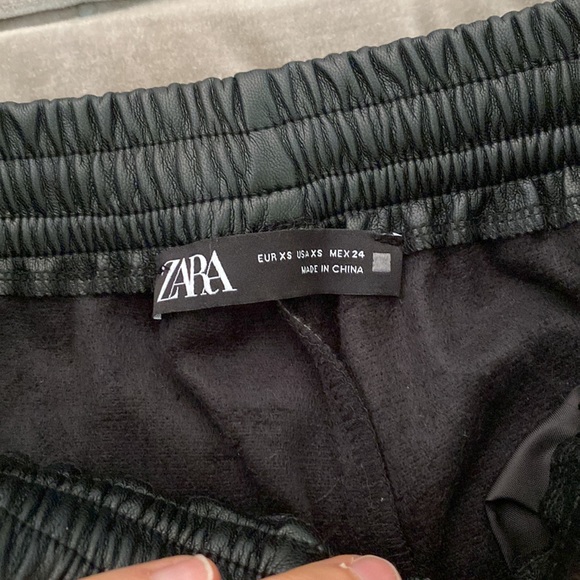 ZARA
EUR XS USA XS MEX 24
MADE IN CHINA